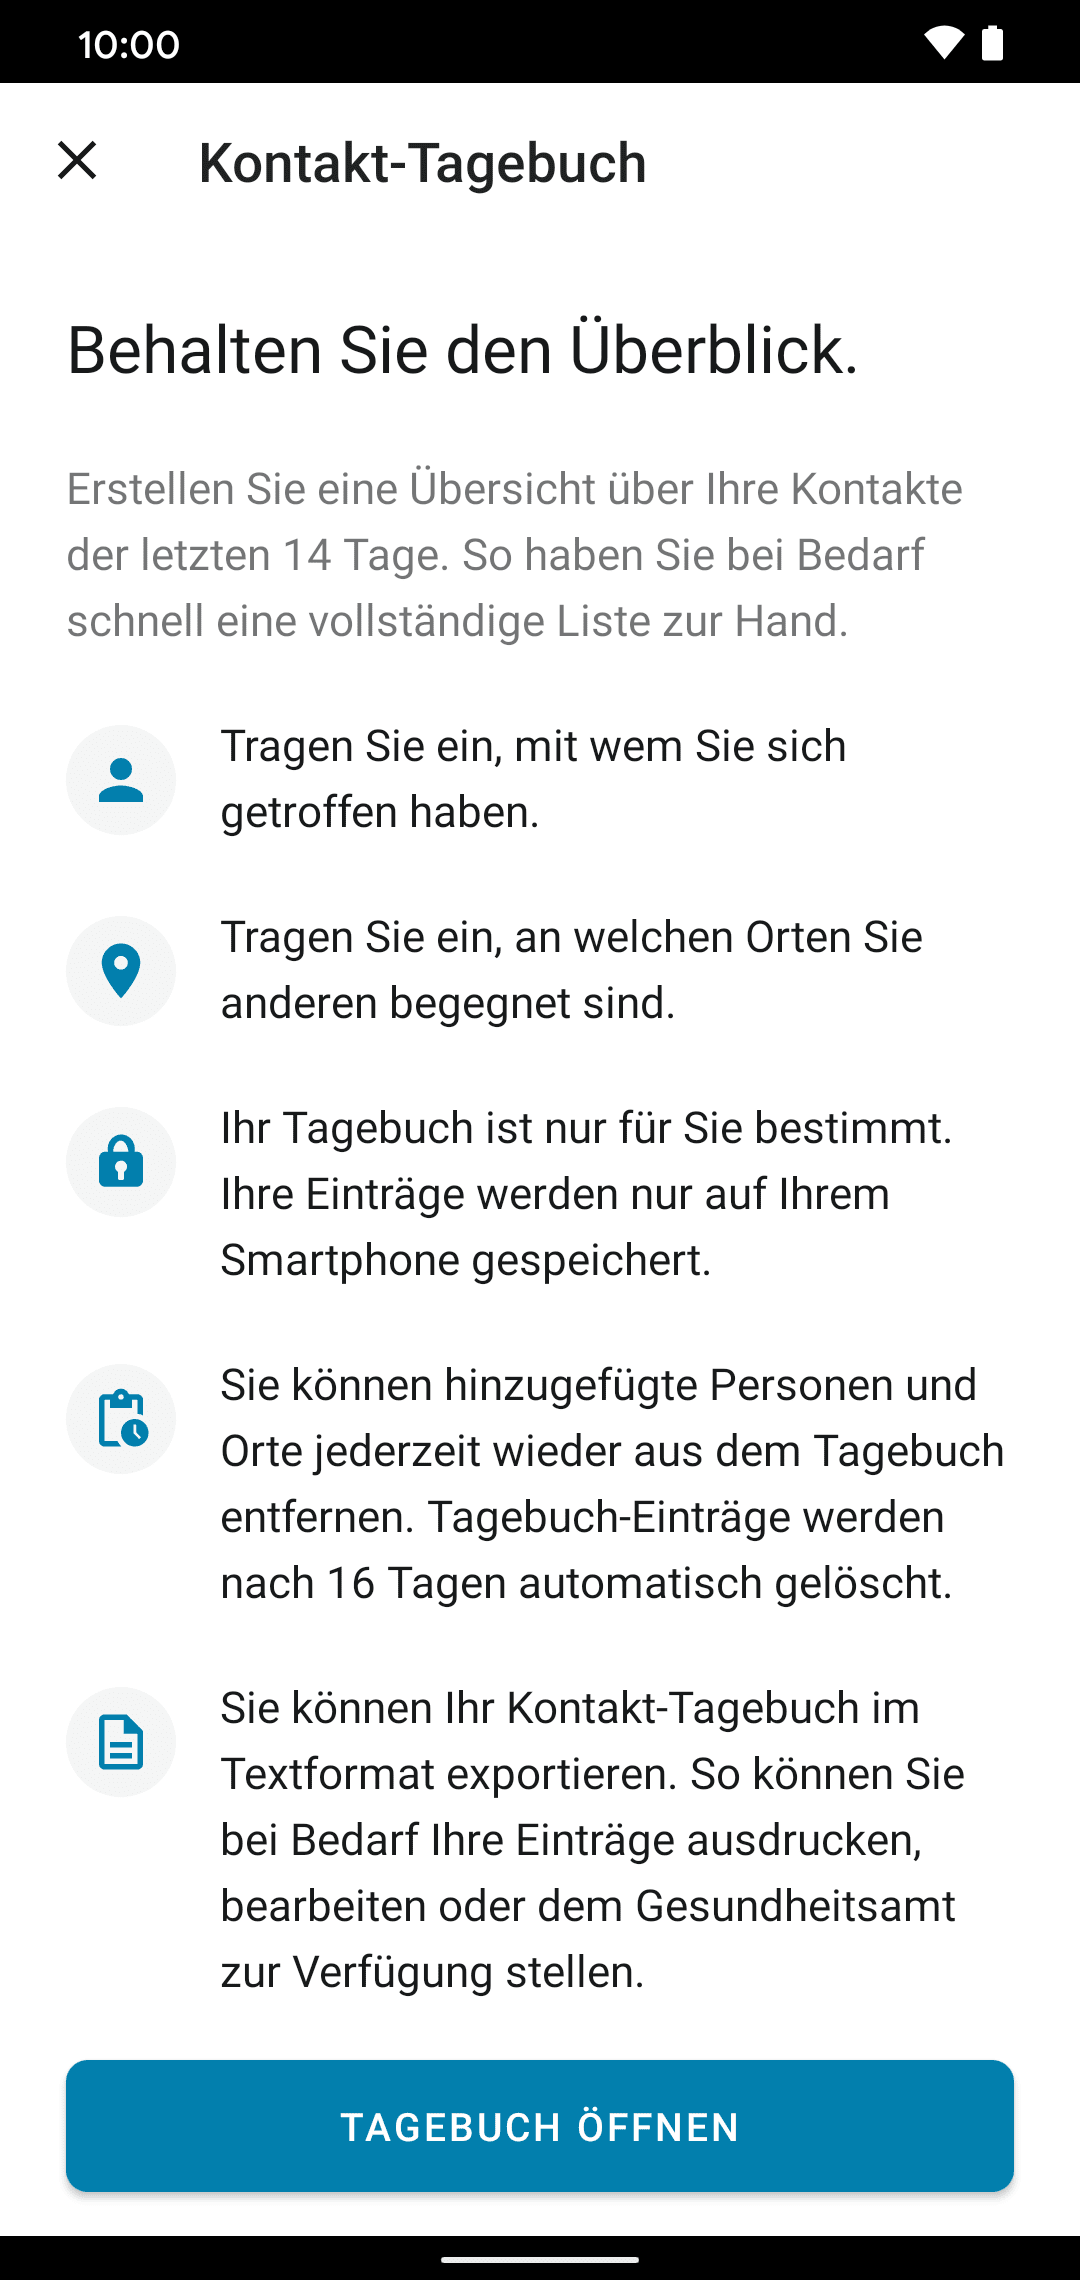 10:00
Kontakt-Tagebuch
Behalten Sie den Überblick.
Erstellen Sie eine Übersicht über Ihre Kontakte
der letzten 14 Tage. So haben Sie bei Bedarf
schnell eine vollständige Liste zur Hand.
Tragen Sie ein, mit wem Sie sich
getroffen haben.
Tragen Sie ein, an welchen Orten Sie
anderen begegnet sind.
Ihr Tagebuch ist nur für Sie bestimmt.
Ihre Einträge werden nur auf Ihrem
Smartphone gespeichert.
Sie können hinzugefügte Personen und
Orte jederzeit wieder aus dem Tagebuch
entfernen. Tagebuch-Einträge werden
nach 16 Tagen automatisch gelöscht.
Sie können Ihr Kontakt-Tagebuch im
Textformat exportieren. So können Sie
bei Bedarf Ihre Einträge ausdrucken,
bearbeiten oder dem Gesundheitsamt
zur Verfügung stellen.
TAGEBUCH ÖFFNEN